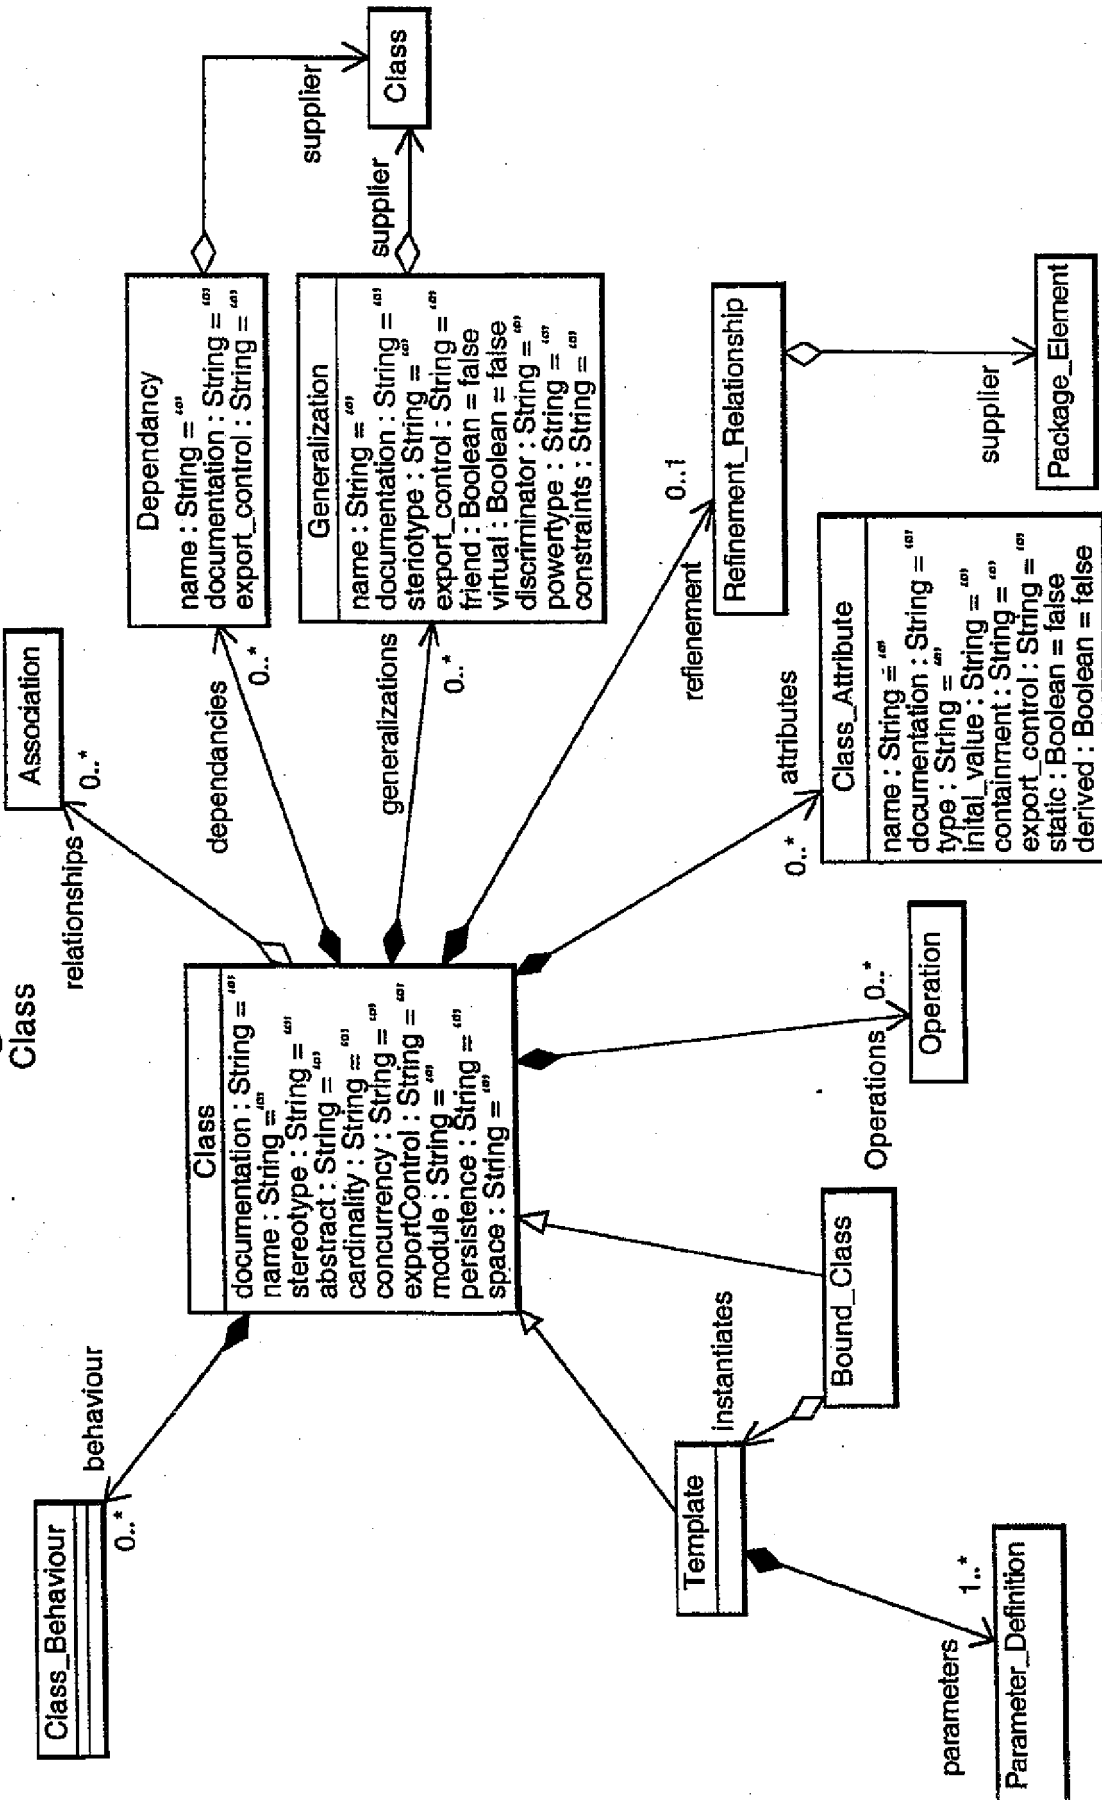 Class
Class_Behaviour
0..*
behaviour
relationships
0..*
Association
Class
documentation : String = “”
name : String = “”
stereotype : String = “”
abstract : String = “”
cardinality : String = “”
concurrency : String = “”
exportControl : String = “”
module : String = “”
persistence : String = “”
space : String = “”
dependancies
0..*
Dependancy
name : String = “”
documentation : String = “”
export_control : String = “”
supplier
Class
generalizations
0..*
Generalization
name : String = “”
documentation : String = “”
steriotype : String = “”
export_control : String = “”
friend : Boolean = false
virtual : Boolean = false
discriminator : String = “”
powertype : String = “”
constraints : String = “”
supplier
refienement
0..1
Refinement_Relationship
supplier
Package_Element
attributes
0..*
Class_Attribute
name : String = “”
documentation : String = “”
type : String = “”
inital_value : String = “”
containment : String = “”
export_control : String = “”
static : Boolean = false
derived : Boolean = false
Operations
0..*
Operation
Template
instantiates
Bound_Class
parameters
1..*
Parameter_Definition